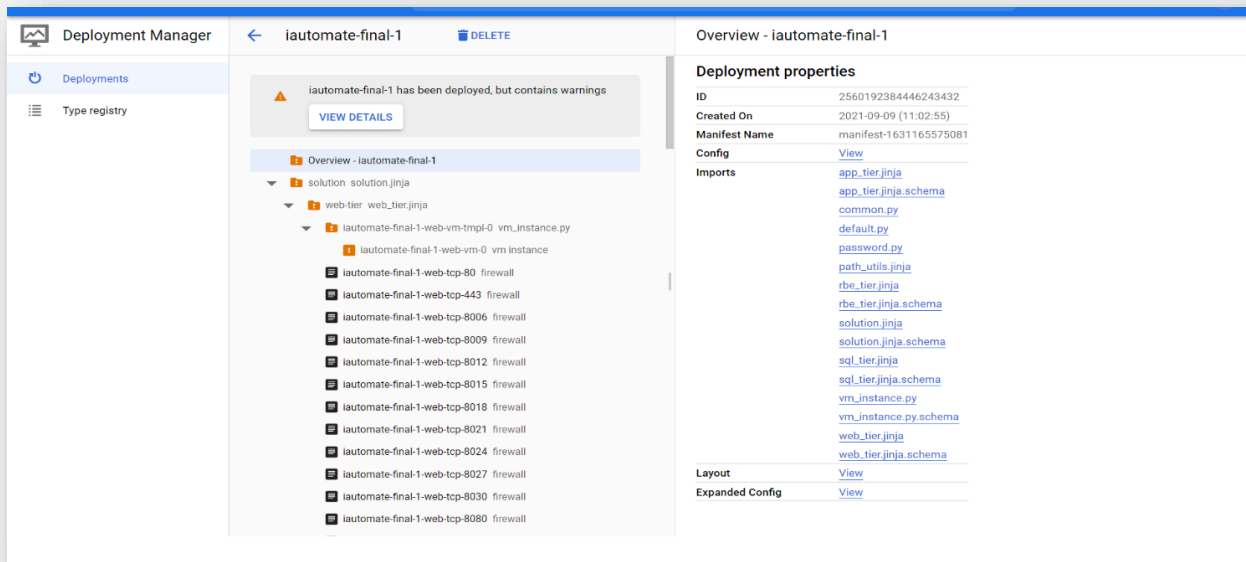 Deployment Manager
Deployments
Type registry
iautomate-final-1 DELETE
iautomate-final-1 has been deployed, but contains warnings
VIEW DETAILS
Overview - iautomate-final-1
solution solution.jinja
web-tier web_tier.jinja
iautomate-final-1-web-vm-tmpl-0 vm_instance.py
iautomate-final-1-web-vm-0 vm instance
iautomate-final-1-web-tcp-80 firewall
iautomate-final-1-web-tcp-443 firewall
iautomate-final-1-web-tcp-8006 firewall
iautomate-final-1-web-tcp-8009 firewall
iautomate-final-1-web-tcp-8012 firewall
iautomate-final-1-web-tcp-8015 firewall
iautomate-final-1-web-tcp-8018 firewall
iautomate-final-1-web-tcp-8021 firewall
iautomate-final-1-web-tcp-8024 firewall
iautomate-final-1-web-tcp-8027 firewall
iautomate-final-1-web-tcp-8030 firewall
iautomate-final-1-web-tcp-8080 firewall
Overview - iautomate-final-1
Deployment properties
ID 2560192384446243432
Created On 2021-09-09 (11:02:55)
Manifest Name manifest-1631165575081
Config View
Imports app_tier.jinja
app_tier.jinja.schema
common.py
default.py
password.py
path_utils.jinja
rbe_tier.jinja
rbe_tier.jinja.schema
solution.jinja
solution.jinja.schema
sql_tier.jinja
sql_tier.jinja.schema
vm_instance.py
vm_instance.py.schema
web_tier.jinja
web_tier.jinja.schema
Layout View
Expanded Config View